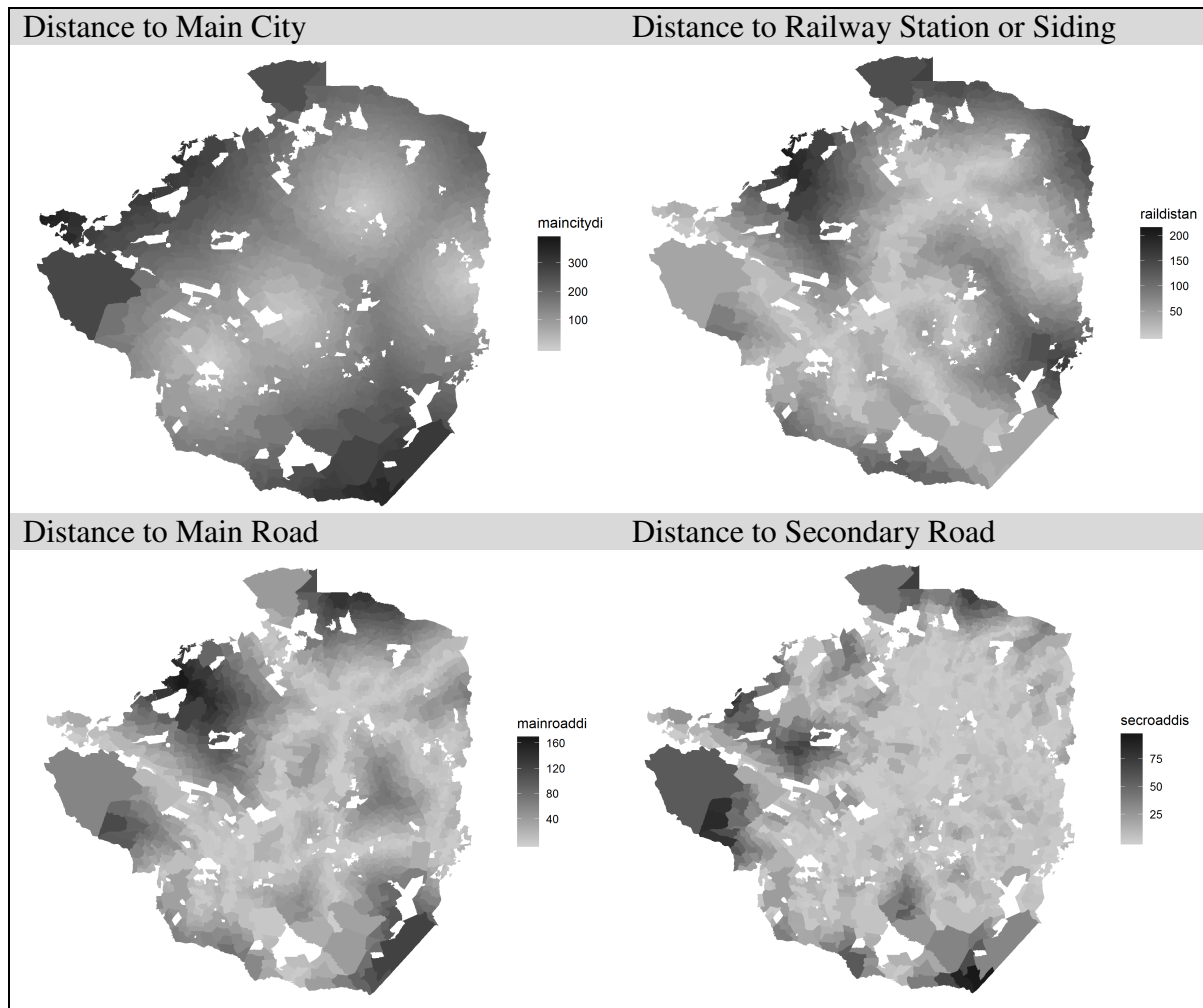 Distance to Main City
Distance to Railway Station or Siding
maincitydi
300
200
100
raildistan
200
150
100
50
Distance to Main Road
Distance to Secondary Road
mainroaddi
160
120
80
40
secroaddis
75
50
25